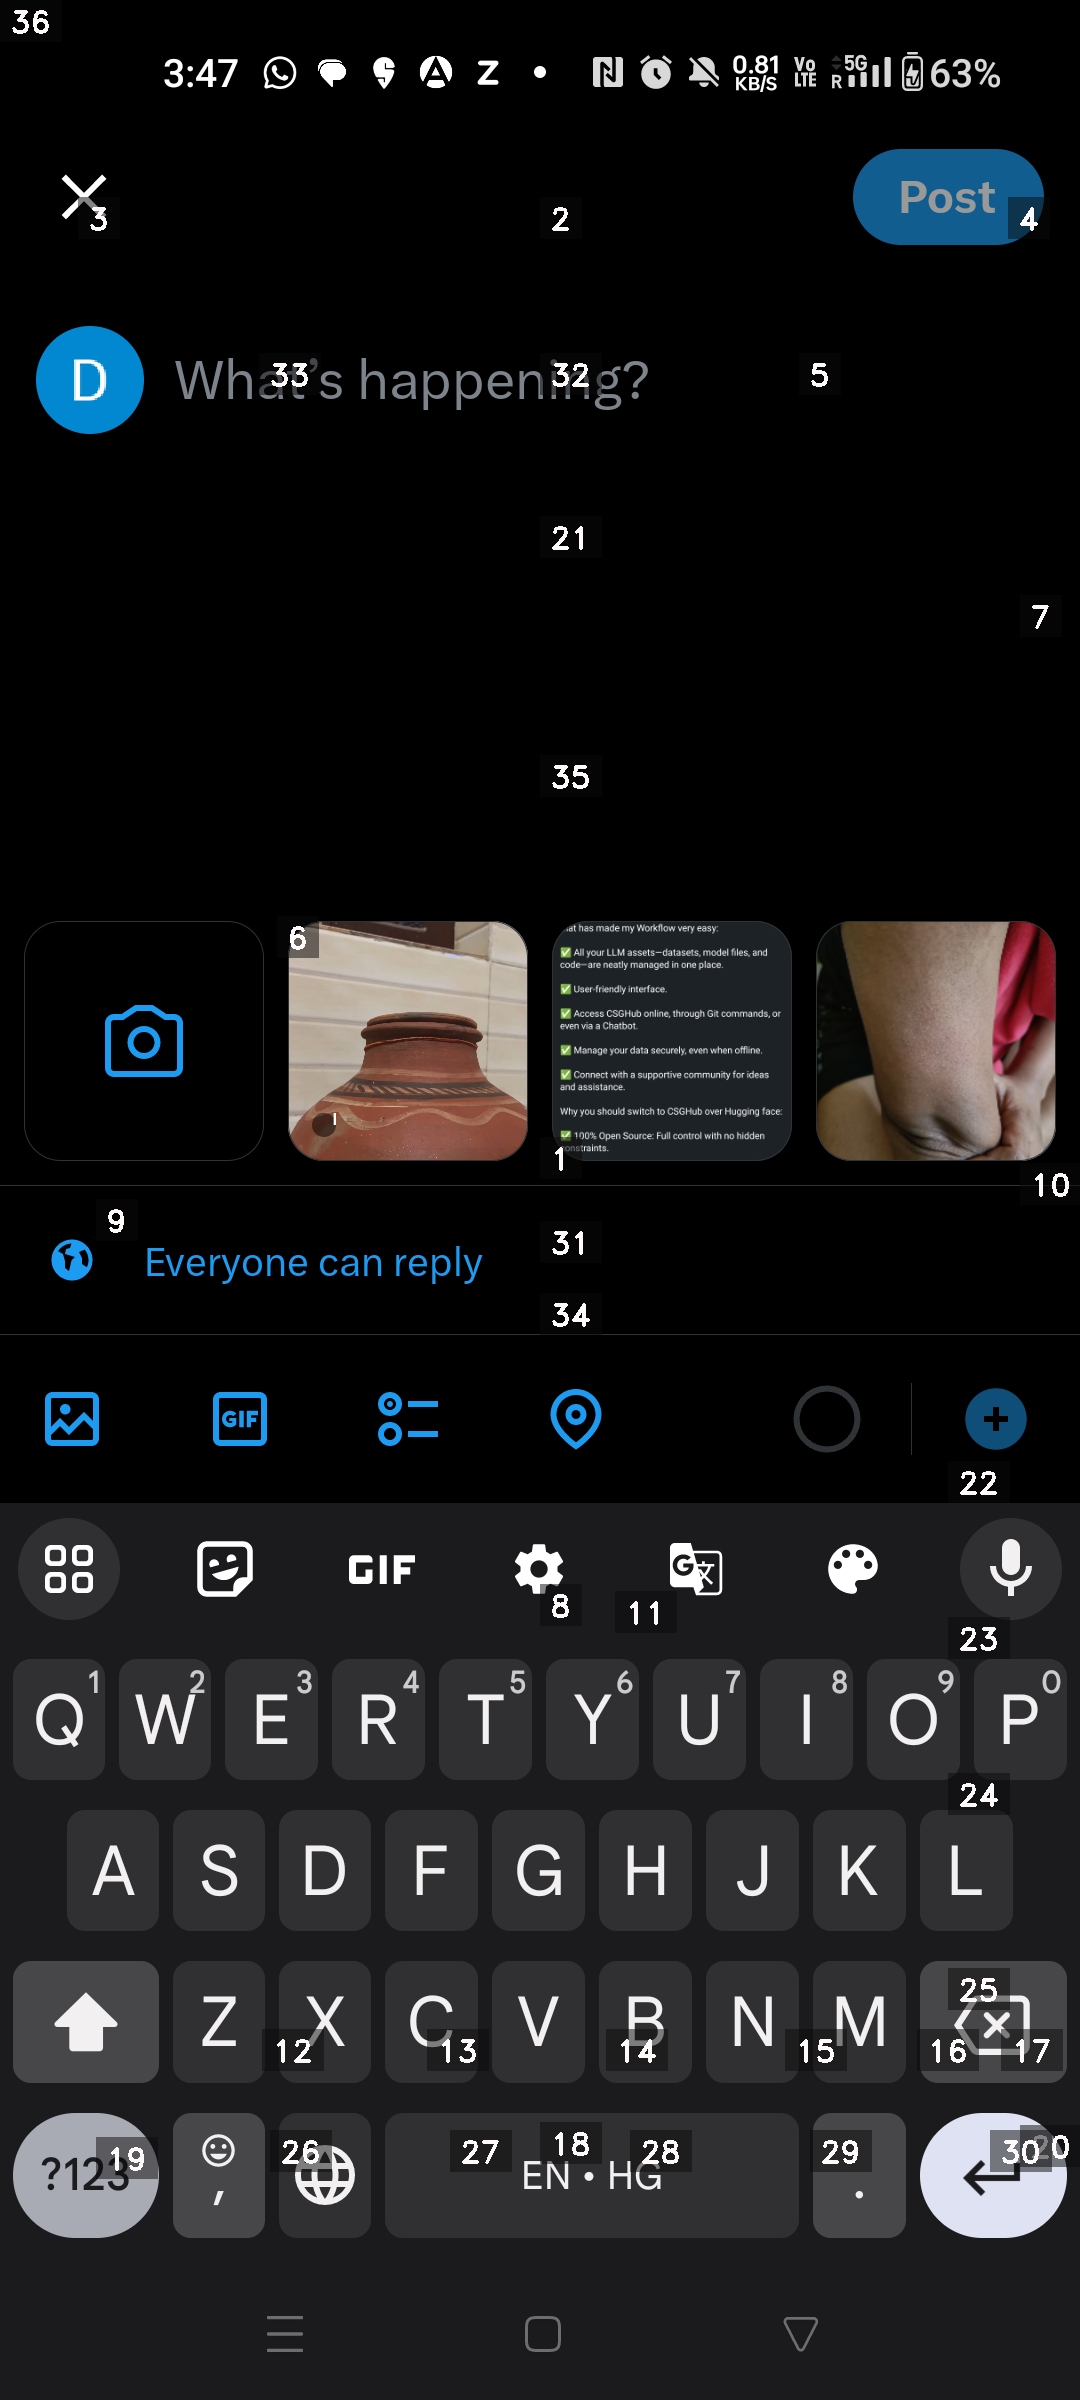 36
3:47 Z 0.81 KB/S Vo LTE R 5G 63%
3 2 Post 4
D What's happening?
33 32 5
21
7
35
6
at has made my Workflow very easy:
✅ All your LLM assets—datasets, model files, and
code—are neatly managed in one place.
✅ User-friendly interface.
✅ Access CSGHub online, through Git commands, or
even via a Chatbot.
✅ Manage your data securely, even when offline.
✅ Connect with a supportive community for ideas
and assistance.
Why you should switch to CSGHub over Hugging face:
✅ 100% Open Source: Full control with no hidden
constraints.
1
10
9 31
Everyone can reply
34
GIF
22
GIF G 文
8 11
23
Q 1 W 2 E 3 R 4 T 5 Y 6 U 7 I 8 O 9 P 0
24
A S D F G H J K L
25
Z X C V B N M
12 13 14 15 16 17
?123 , EN • HG .
19 26 27 18 28 29 30 20